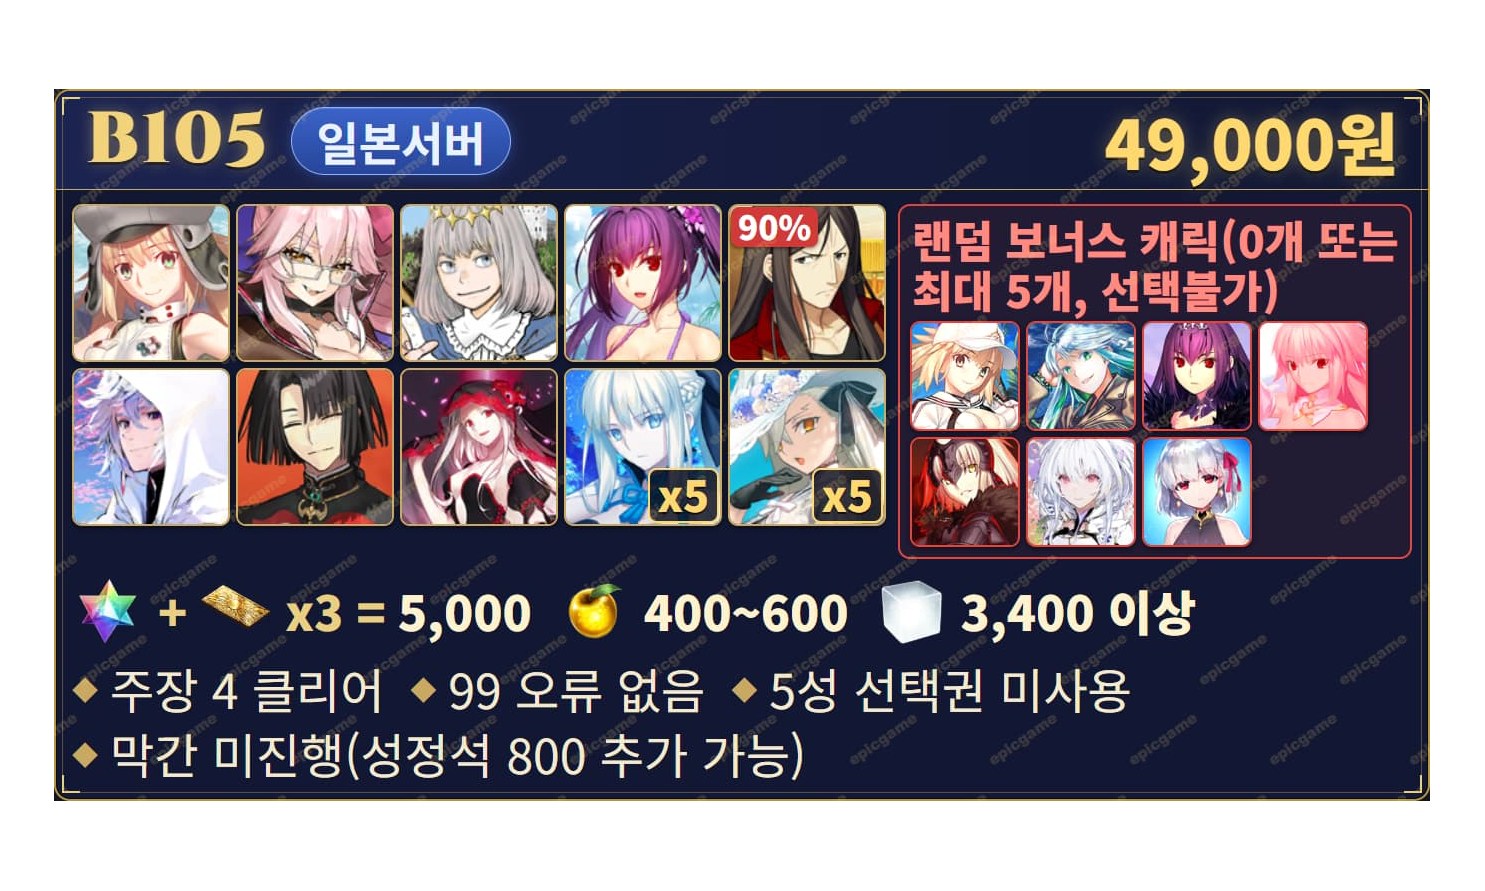 B105 일본서버 49,000원
90%
x5
x5
랜덤 보너스 캐릭(0개 또는
최대 5개, 선택불가)
+ x3 = 5,000 400~600 3,400 이상
◆ 주장 4 클리어 ◆ 99 오류 없음 ◆ 5성 선택권 미사용
◆ 막간 미진행(성정석 800 추가 가능)
epicgame